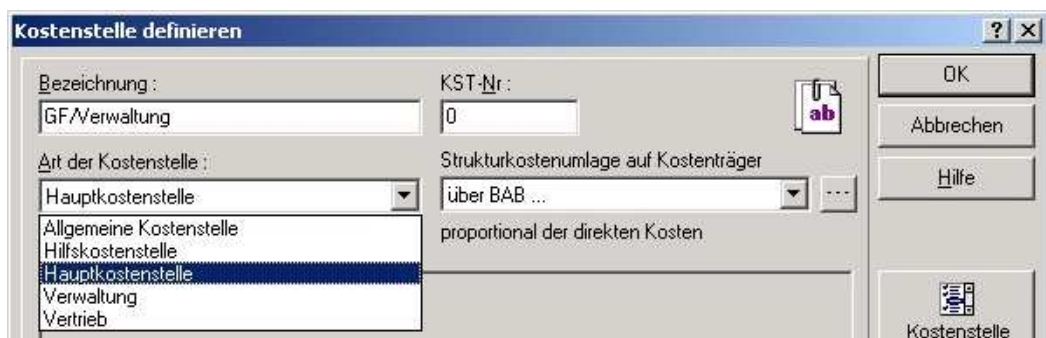 Kostenstelle definieren
? ×
Bezeichnung :
KST-Nr :
GF/Verwaltung
0
ab
OK
Abbrechen
Hilfe
Art der Kostenstelle :
Strukturkostenumlage auf Kostenträger
Hauptkostenstelle
über BAB ...
...
proportional der direkten Kosten
Allgemeine Kostenstelle
Hilfskostenstelle
Hauptkostenstelle
Verwaltung
Vertrieb
Kostenstelle